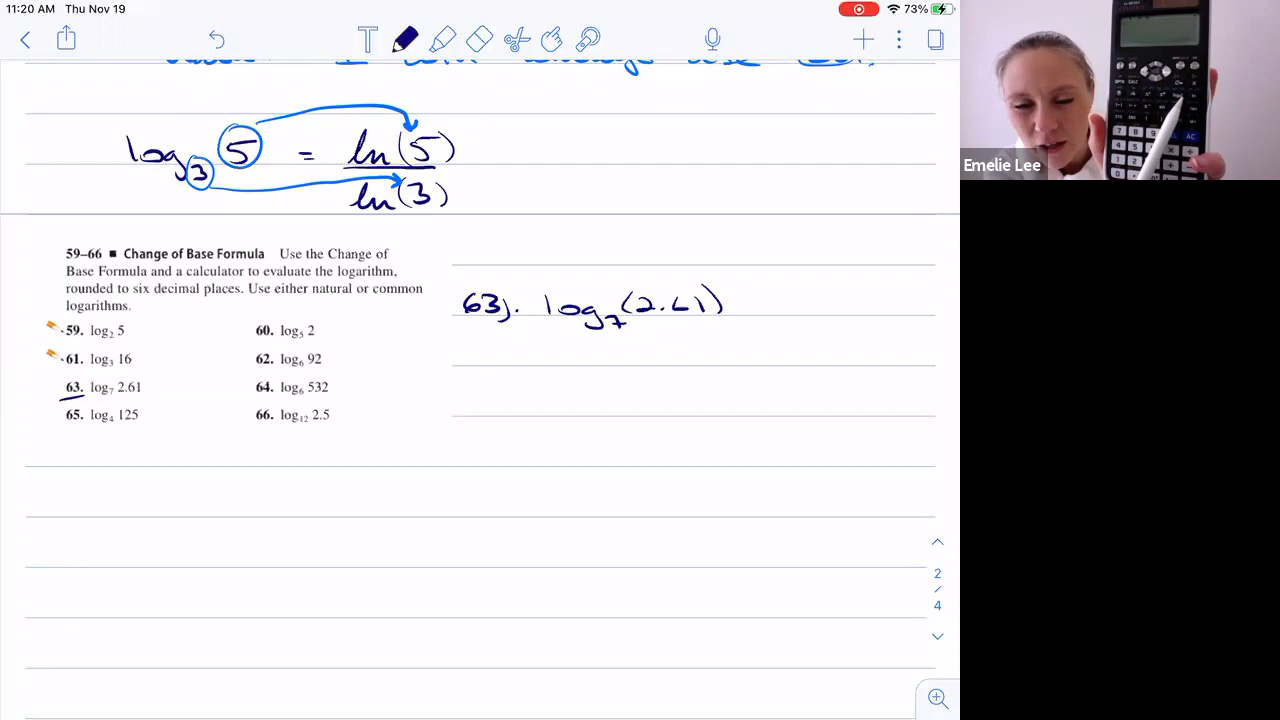 11:20 AM Thu Nov 19
73%
log₃ 5 = ln(5)
ln(3)
59–66 ■ Change of Base Formula Use the Change of
Base Formula and a calculator to evaluate the logarithm,
rounded to six decimal places. Use either natural or common
logarithms.
59. log₂ 5
60. log₅ 2
61. log₃ 16
62. log₆ 92
63. log₇ 2.61
64. log₆ 532
65. log₄ 125
66. log₁₂ 2.5
63). log₇(2.61)
2
/
4
Emelie Lee